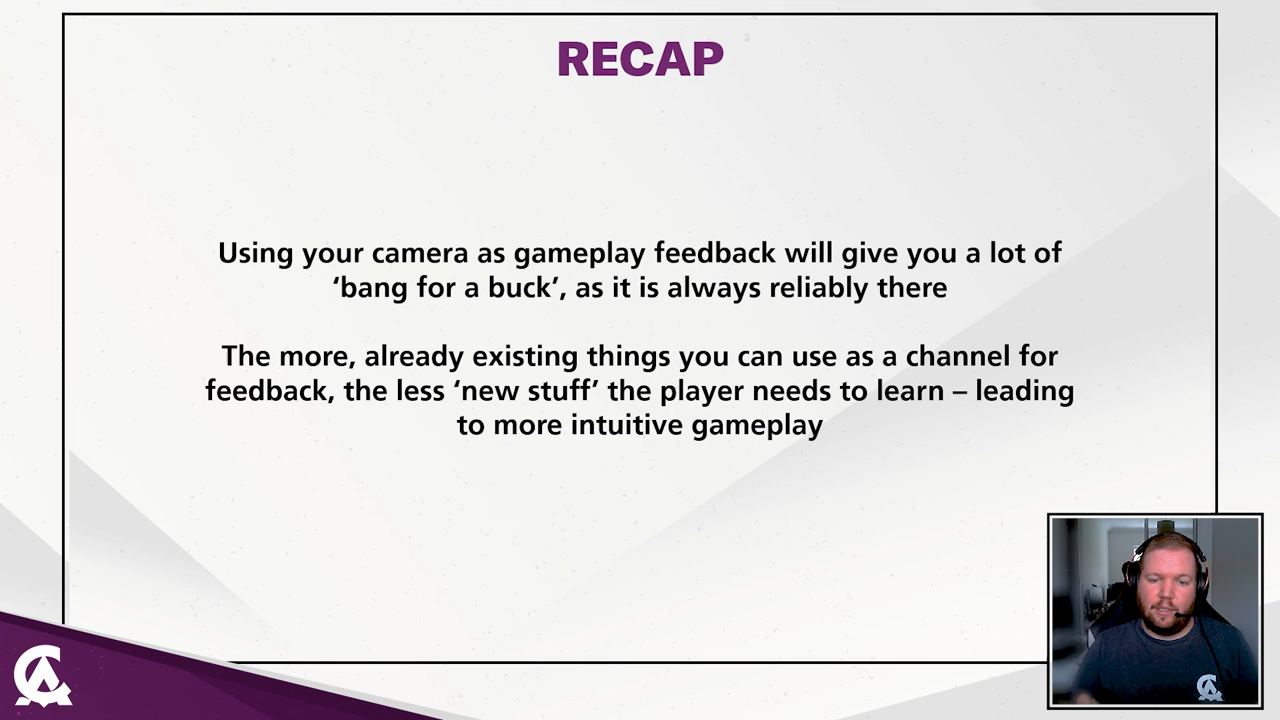 RECAP
Using your camera as gameplay feedback will give you a lot of
‘bang for a buck’, as it is always reliably there
The more, already existing things you can use as a channel for
feedback, the less ‘new stuff’ the player needs to learn – leading
to more intuitive gameplay